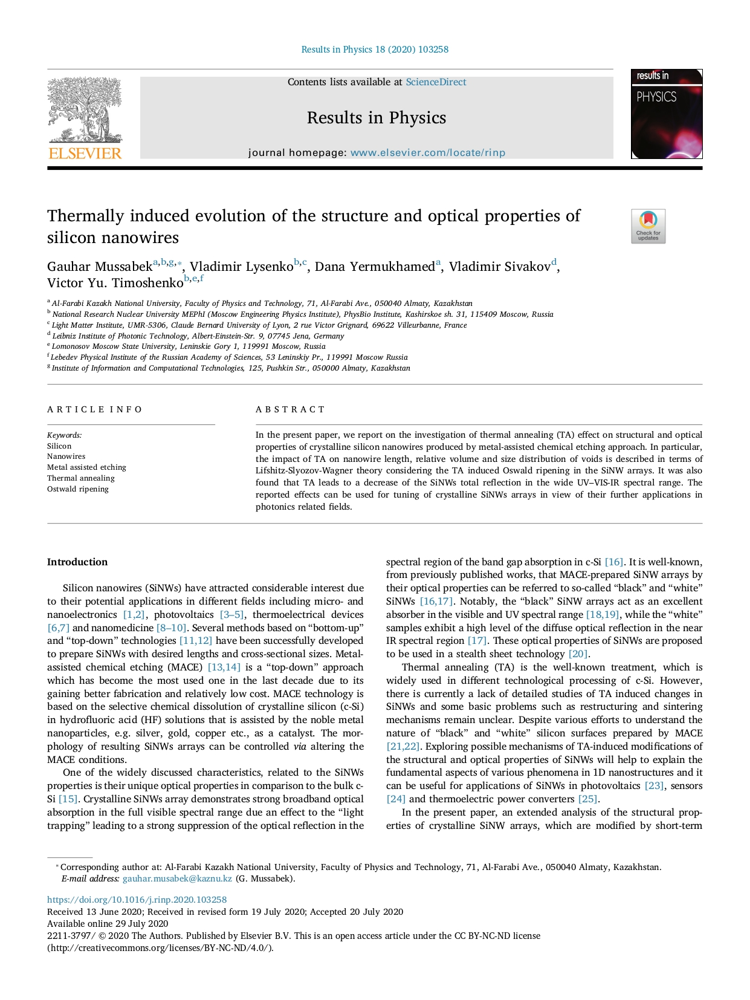 Results in Physics 18 (2020) 103258
Contents lists available at ScienceDirect
Results in Physics
journal homepage: www.elsevier.com/locate/rinp
ELSEVIER
results in
PHYSICS
Thermally induced evolution of the structure and optical properties of
silicon nanowires
Check for
updates
Gauhar Mussabek a,b,g,*, Vladimir Lysenko b,c, Dana Yermukhamed a, Vladimir Sivakov d,
Victor Yu. Timoshenko b,e,f
a Al-Farabi Kazakh National University, Faculty of Physics and Technology, 71, Al-Farabi Ave., 050040 Almaty, Kazakhstan
b National Research Nuclear University MEPhI (Moscow Engineering Physics Institute), PhysBio Institute, Kashirskoe sh. 31, 115409 Moscow, Russia
c Light Matter Institute, UMR-5306, Claude Bernard University of Lyon, 2 rue Victor Grignard, 69622 Villeurbanne, France
d Leibniz Institute of Photonic Technology, Albert-Einstein-Str. 9, 07745 Jena, Germany
e Lomonosov Moscow State University, Leninskie Gory 1, 119991 Moscow, Russia
f Lebedev Physical Institute of the Russian Academy of Sciences, 53 Leninskiy Pr., 119991 Moscow Russia
g Institute of Information and Computational Technologies, 125, Pushkin Str., 050000 Almaty, Kazakhstan
ARTICLE INFO
Keywords:
Silicon
Nanowires
Metal assisted etching
Thermal annealing
Ostwald ripening
ABSTRACT
In the present paper, we report on the investigation of thermal annealing (TA) effect on structural and optical
properties of crystalline silicon nanowires produced by metal-assisted chemical etching approach. In particular,
the impact of TA on nanowire length, relative volume and size distribution of voids is described in terms of
Lifshitz-Slyozov-Wagner theory considering the TA induced Oswald ripening in the SiNW arrays. It was also
found that TA leads to a decrease of the SiNWs total reflection in the wide UV–VIS-IR spectral range. The
reported effects can be used for tuning of crystalline SiNWs arrays in view of their further applications in
photonics related fields.
Introduction
Silicon nanowires (SiNWs) have attracted considerable interest due
to their potential applications in different fields including micro- and
nanoelectronics [1,2], photovoltaics [3–5], thermoelectrical devices
[6,7] and nanomedicine [8–10]. Several methods based on “bottom-up”
and “top-down” technologies [11,12] have been successfully developed
to prepare SiNWs with desired lengths and cross-sectional sizes. Metal-
assisted chemical etching (MACE) [13,14] is a “top-down” approach
which has become the most used one in the last decade due to its
gaining better fabrication and relatively low cost. MACE technology is
based on the selective chemical dissolution of crystalline silicon (c-Si)
in hydrofluoric acid (HF) solutions that is assisted by the noble metal
nanoparticles, e.g. silver, gold, copper etc., as a catalyst. The mor-
phology of resulting SiNWs arrays can be controlled via altering the
MACE conditions.
One of the widely discussed characteristics, related to the SiNWs
properties is their unique optical properties in comparison to the bulk c-
Si [15]. Crystalline SiNWs array demonstrates strong broadband optical
absorption in the full visible spectral range due an effect to the “light
trapping” leading to a strong suppression of the optical reflection in the
spectral region of the band gap absorption in c-Si [16]. It is well-known,
from previously published works, that MACE-prepared SiNW arrays by
their optical properties can be referred to so-called “black” and “white”
SiNWs [16,17]. Notably, the “black” SiNW arrays act as an excellent
absorber in the visible and UV spectral range [18,19], while the “white”
samples exhibit a high level of the diffuse optical reflection in the near
IR spectral region [17]. These optical properties of SiNWs are proposed
to be used in a stealth sheet technology [20].
Thermal annealing (TA) is the well-known treatment, which is
widely used in different technological processing of c-Si. However,
there is currently a lack of detailed studies of TA induced changes in
SiNWs and some basic problems such as restructuring and sintering
mechanisms remain unclear. Despite various efforts to understand the
nature of “black” and “white” silicon surfaces prepared by MACE
[21,22]. Exploring possible mechanisms of TA-induced modifications of
the structural and optical properties of SiNWs will help to explain the
fundamental aspects of various phenomena in 1D nanostructures and it
can be useful for applications of SiNWs in photovoltaics [23], sensors
[24] and thermoelectric power converters [25].
In the present paper, an extended analysis of the structural prop-
erties of crystalline SiNW arrays, which are modified by short-term
* Corresponding author at: Al-Farabi Kazakh National University, Faculty of Physics and Technology, 71, Al-Farabi Ave., 050040 Almaty, Kazakhstan.
E-mail address: gauhar.musabek@kaznu.kz (G. Mussabek).
https://doi.org/10.1016/j.rinp.2020.103258
Received 13 June 2020; Received in revised form 19 July 2020; Accepted 20 July 2020
Available online 29 July 2020
2211-3797/ © 2020 The Authors. Published by Elsevier B.V. This is an open access article under the CC BY-NC-ND license
(http://creativecommons.org/licenses/BY-NC-ND/4.0/).